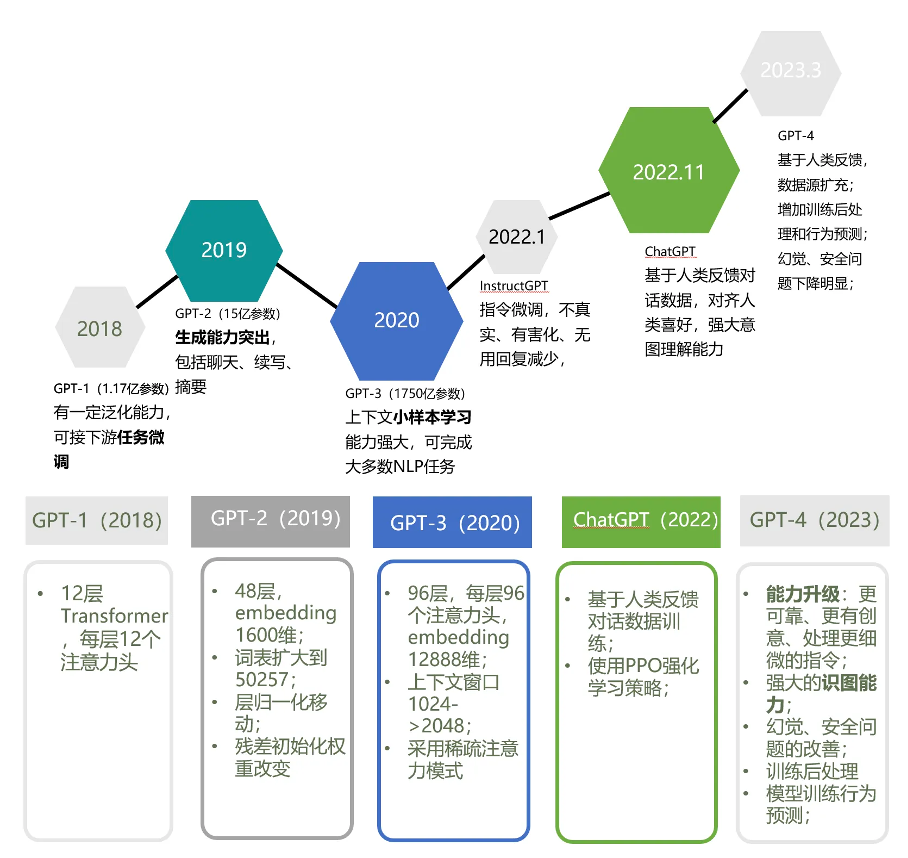 2018
GPT-1（1.17亿参数）
有一定泛化能力，
可接下游任务微
调
2019
GPT-2（15亿参数）
生成能力突出，
包括聊天、续写、
摘要
2020
GPT-3（1750亿参数）
上下文小样本学习
能力强大，可完成
大多数NLP任务
2022.1
InstructGPT
指令微调，不真
实、有害化、无
用回复减少，
2022.11
ChatGPT
基于人类反馈对
话数据，对齐人
类喜好，强大意
图理解能力
2023.3
GPT-4
基于人类反馈，
数据源扩充；
增加训练后处
理和行为预测；
幻觉、安全问
题下降明显；
GPT-1（2018）
• 12层
Transformer
，每层12个
注意力头
GPT-2（2019）
• 48层，
embedding
1600维；
• 词表扩大到
50257；
• 层归一化移
动；
• 残差初始化权
重改变
GPT-3（2020）
• 96层，每层96
个注意力头，
embedding
12888维；
• 上下文窗口
1024-
>2048；
• 采用稀疏注意
力模式
ChatGPT（2022）
• 基于人类反馈
对话数据训
练；
• 使用PPO强化
学习策略；
GPT-4（2023）
• 能力升级：更
可靠、更有创
意、处理更细
微的指令；
• 强大的识图能
力；
• 幻觉、安全问
题的改善；
• 训练后处理
• 模型训练行为
预测；